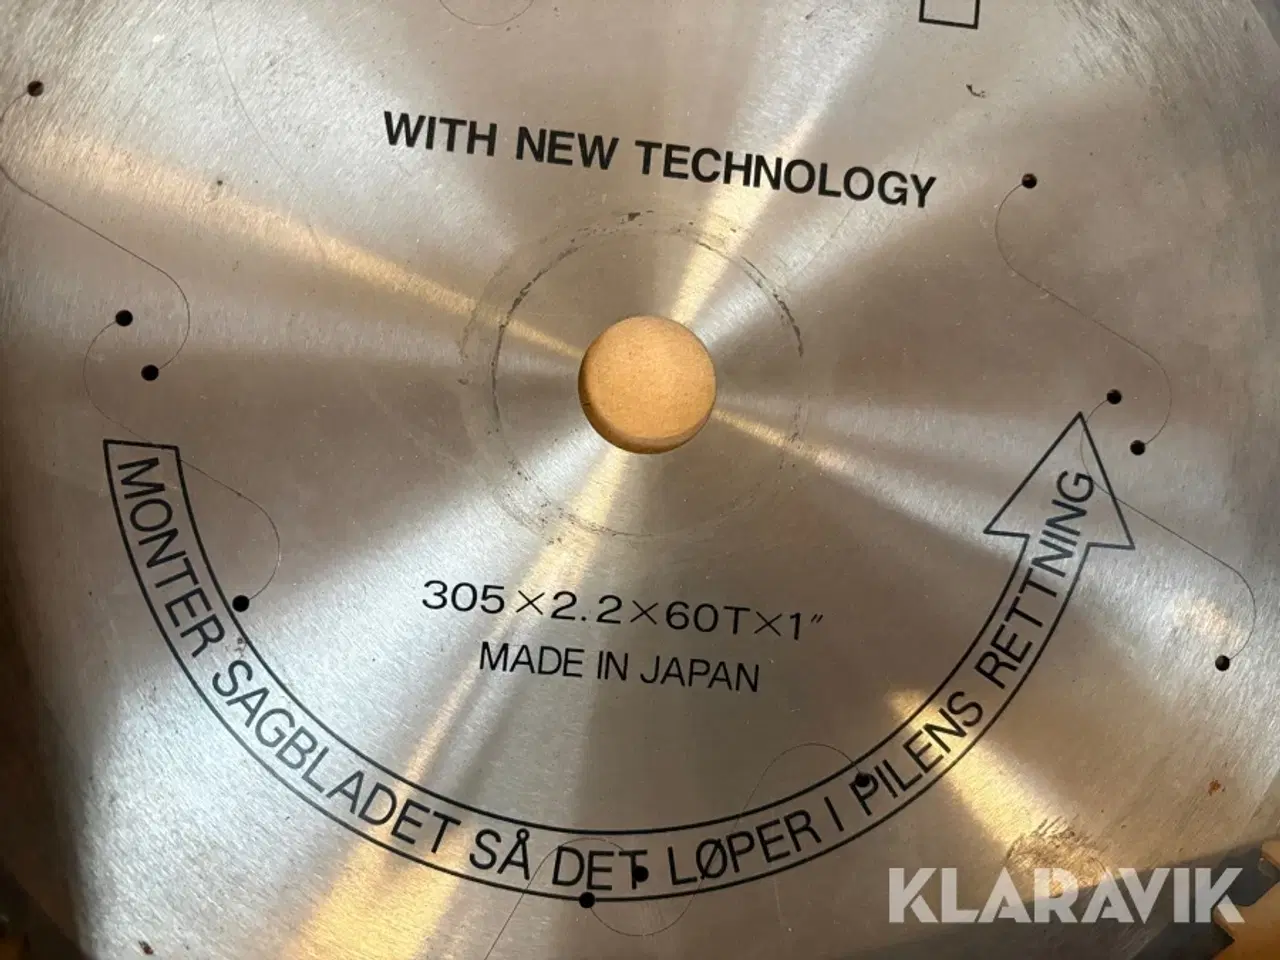 WITH NEW TECHNOLOGY
305×2.2×60T×1″
MADE IN JAPAN
MONTER SAGBLADET SÅ DET LØPER I PILENS RETTNING
KLARAVIK